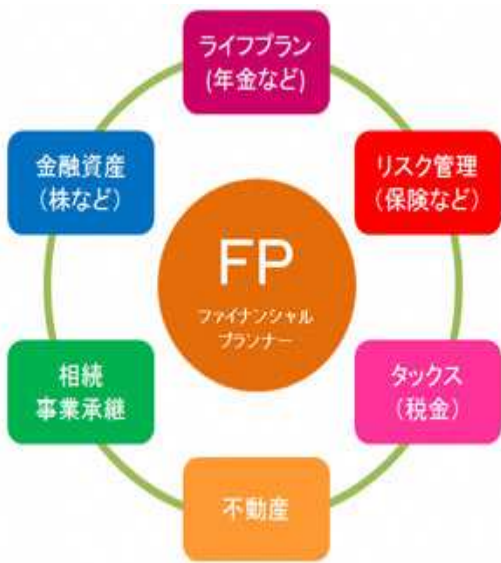 ライフプラン
(年金など)
金融資産
（株など）
リスク管理
（保険など）
FP
ファイナンシャル
プランナー
相続
事業承継
タックス
（税金）
不動産